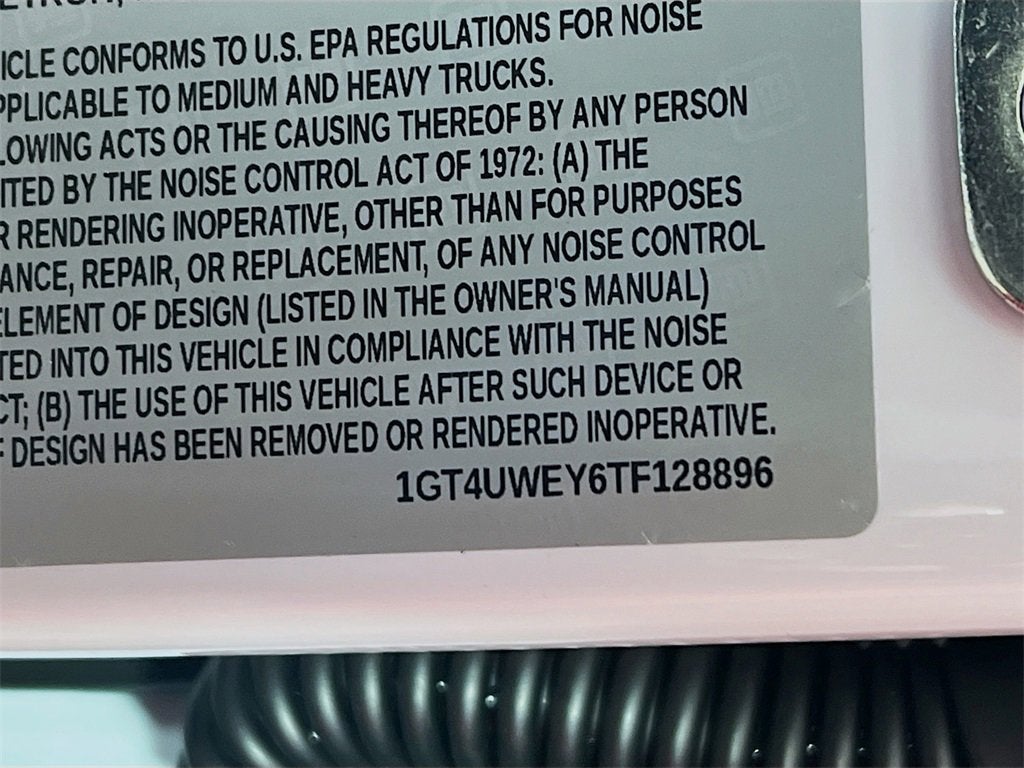 ICLE CONFORMS TO U.S. EPA REGULATIONS FOR NOISE
PPLICABLE TO MEDIUM AND HEAVY TRUCKS.
LOWING ACTS OR THE CAUSING THEREOF BY ANY PERSON
ITED BY THE NOISE CONTROL ACT OF 1972: (A) THE
R RENDERING INOPERATIVE, OTHER THAN FOR PURPOSES
ANCE, REPAIR, OR REPLACEMENT, OF ANY NOISE CONTROL
ELEMENT OF DESIGN (LISTED IN THE OWNER'S MANUAL)
TED INTO THIS VEHICLE IN COMPLIANCE WITH THE NOISE
CT; (B) THE USE OF THIS VEHICLE AFTER SUCH DEVICE OR
F DESIGN HAS BEEN REMOVED OR RENDERED INOPERATIVE.
1GT4UWEY6TF128896